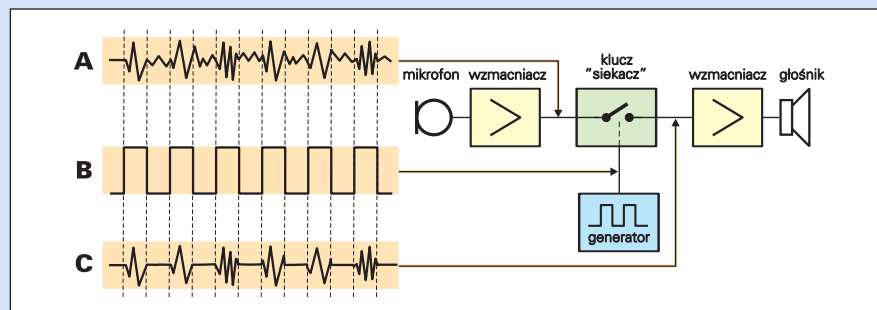 A
B
C
mikrofon
wzmacniacz
klucz
"siekacz"
wzmacniacz
głośnik
generator